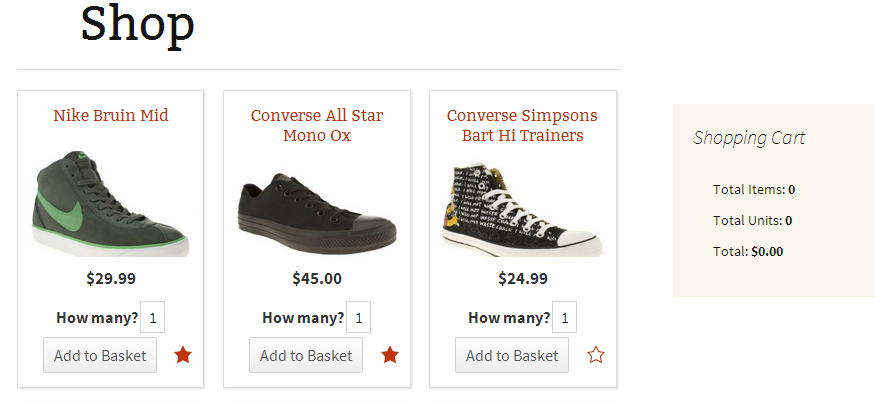 Shop
Nike Bruin Mid
$29.99
How many? 1
Add to Basket
Converse All Star
Mono Ox
$45.00
How many? 1
Add to Basket
Converse Simpsons
Bart Hi Trainers
$24.99
How many? 1
Add to Basket
Shopping Cart
Total Items: 0
Total Units: 0
Total: $0.00